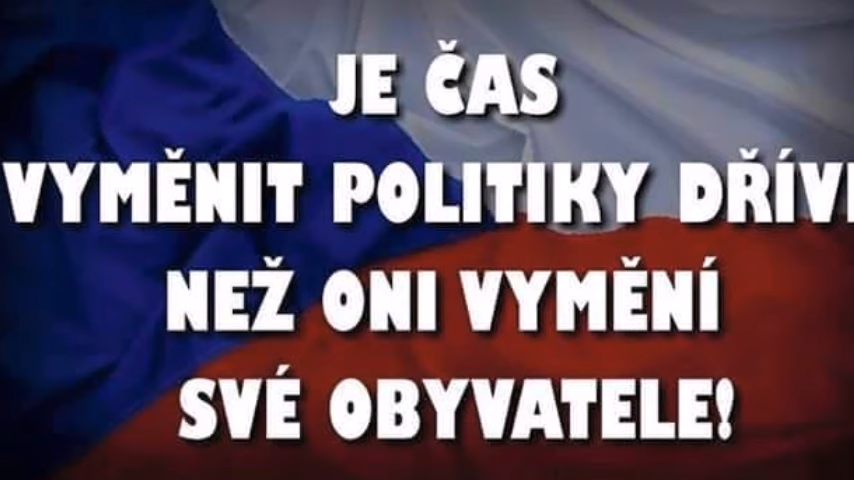 JE ČAS
VYMĚNIT POLITIKY DŘÍV
NEŽ ONI VYMĚNÍ
SVÉ OBYVATELE!